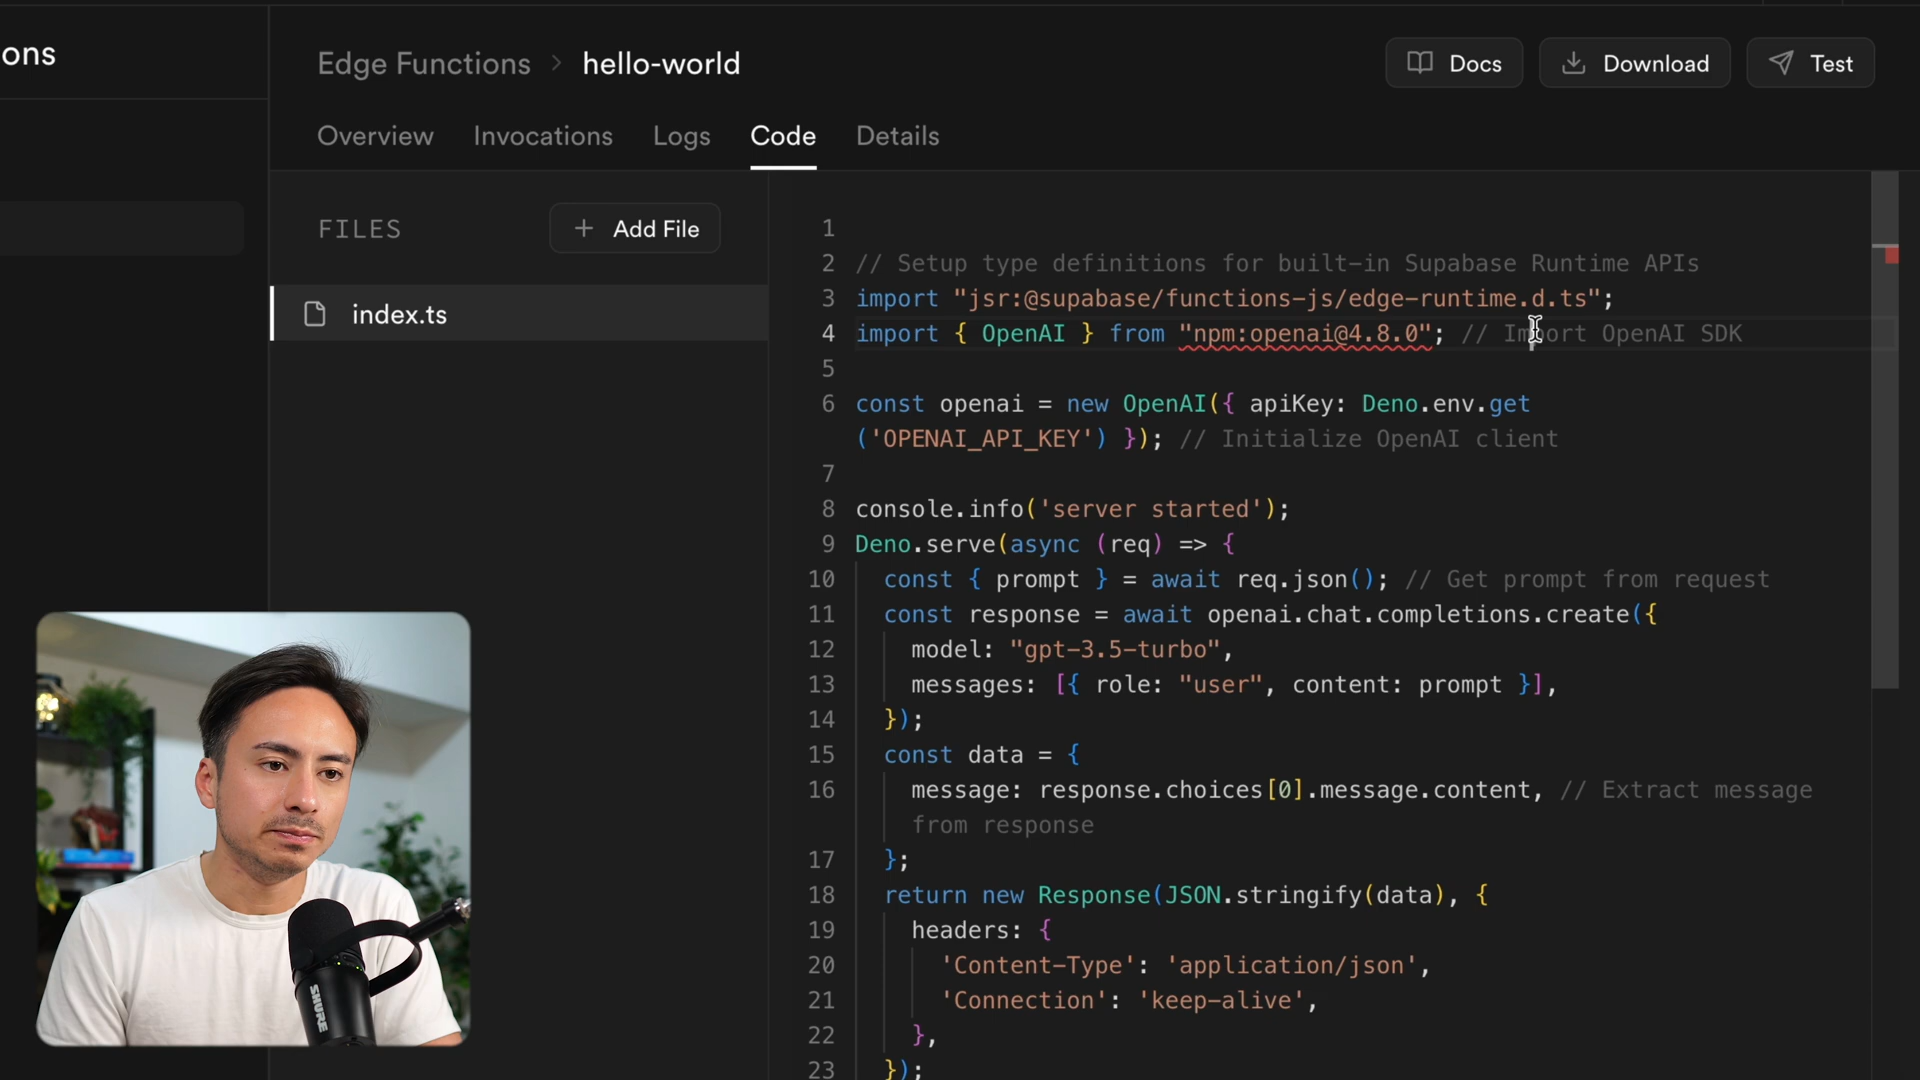 ons
Edge Functions > hello-world
Docs
Download
Test
Overview
Invocations
Logs
Code
Details
FILES
+ Add File
index.ts
1
2 // Setup type definitions for built-in Supabase Runtime APIs
3 import "jsr:@supabase/functions-js/edge-runtime.d.ts";
4 import { OpenAI } from "npm:openai@4.8.0"; // Import OpenAI SDK
5
6 const openai = new OpenAI({ apiKey: Deno.env.get
('OPENAI_API_KEY') }); // Initialize OpenAI client
7
8 console.info('server started');
9 Deno.serve(async (req) => {
10 const { prompt } = await req.json(); // Get prompt from request
11 const response = await openai.chat.completions.create({
12 model: "gpt-3.5-turbo",
13 messages: [{ role: "user", content: prompt }],
14 });
15 const data = {
16 message: response.choices[0].message.content, // Extract message
from response
17 };
18 return new Response(JSON.stringify(data), {
19 headers: {
20 'Content-Type': 'application/json',
21 'Connection': 'keep-alive',
22 },
23 });
SHURE